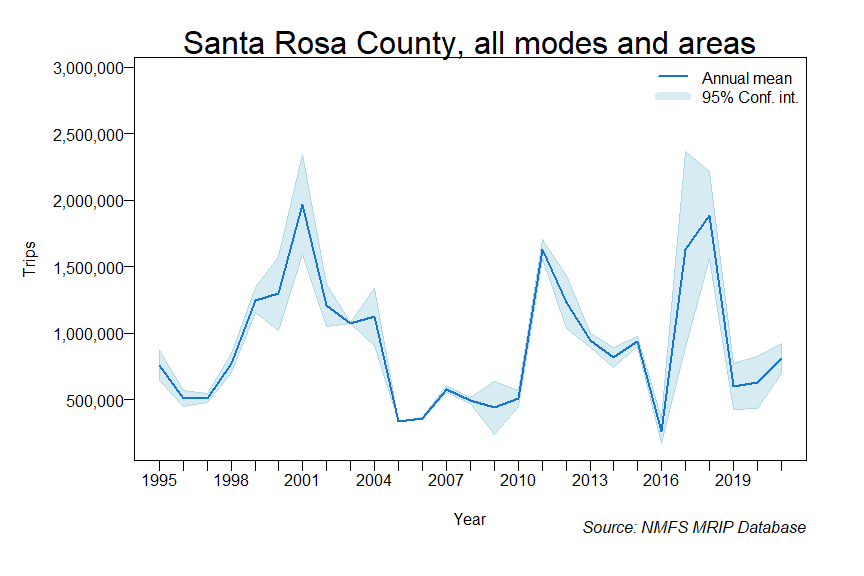 Santa Rosa County, all modes and areas
3,000,000
2,500,000
2,000,000
1,500,000
1,000,000
500,000
Trips
Annual mean
95% Conf. int.
1995 1998 2001 2004 2007 2010 2013 2016 2019
Year
Source: NMFS MRIP Database